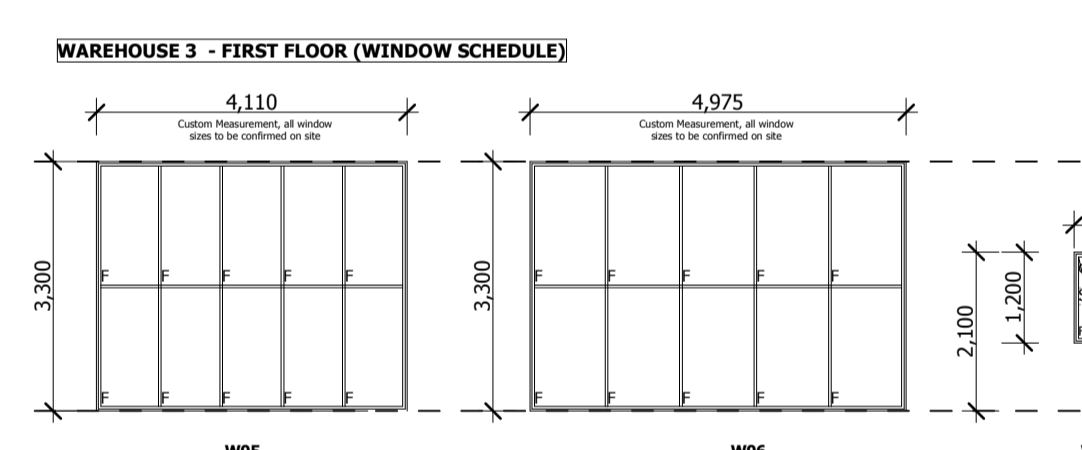 WAREHOUSE 3 - FIRST FLOOR (WINDOW SCHEDULE)
4,110
Custom Measurement, all window
sizes to be confirmed on site
4,975
Custom Measurement, all window
sizes to be confirmed on site
3,300
F F F F F
F F F F F
3,300
F F F F F
F F F F F
2,100
1,200
W05
W06